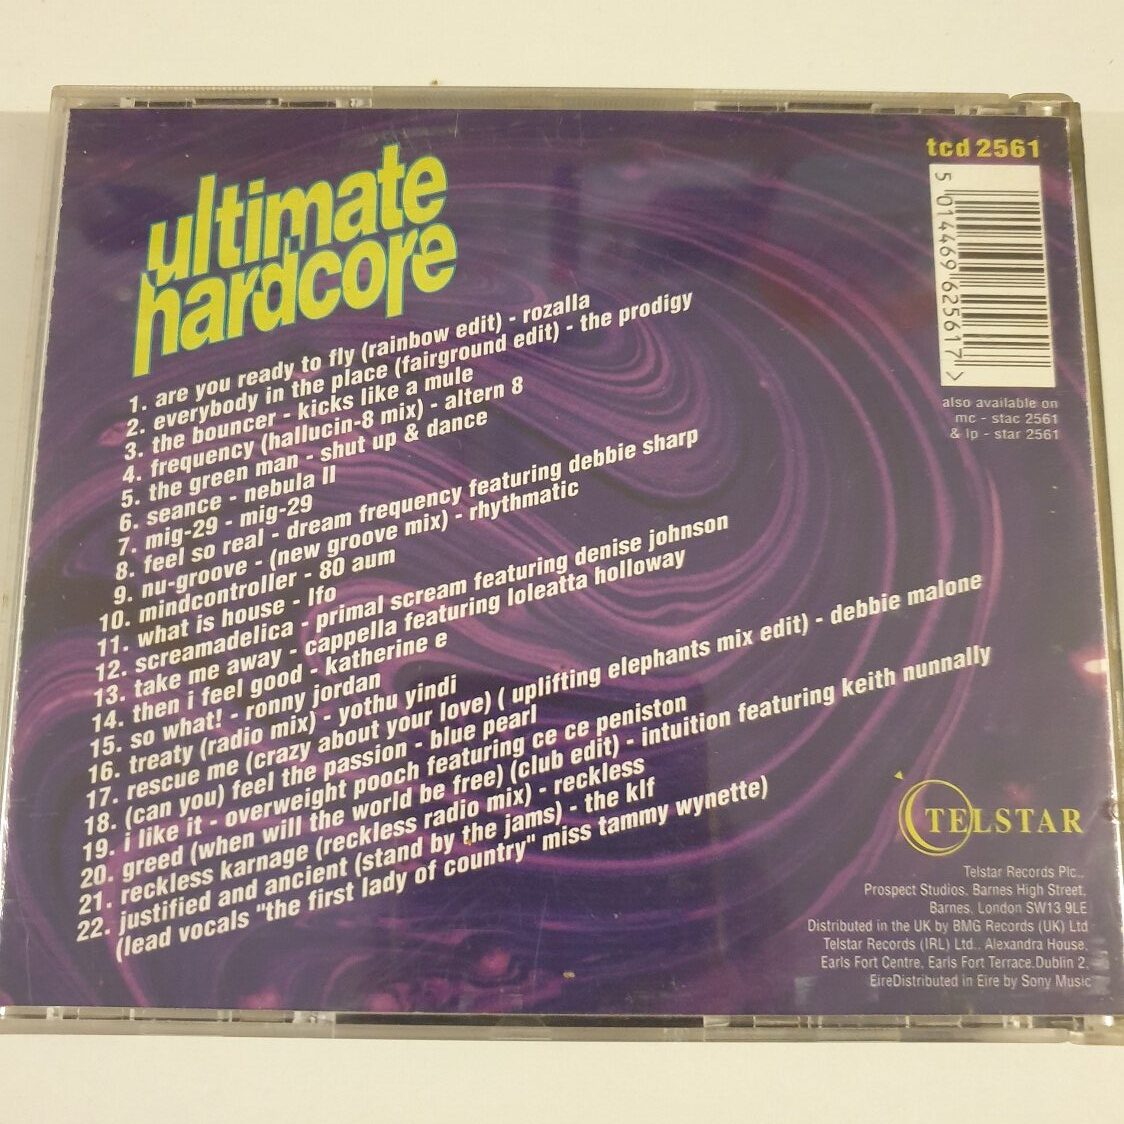 ultimate
hardcore
1. are you ready to fly (rainbow edit) - rozalla
2. everybody in the place (fairground edit) - the prodigy
3. the bouncer - kicks like a mule
4. frequency (hallucin-8 mix) - altern 8
5. the green man - shut up & dance
6. seance - nebula II
7. mig-29 - mig-29
8. feel so real - dream frequency featuring debbie sharp
9. nu-groove - (new groove mix) - rhythmatic
10. mindcontroller - 80 aum
11. what is house - lfo
12. screamadelica - primal scream featuring denise johnson
13. take me away - cappella featuring loleatta holloway
14. then i feel good - katherine e
15. so what! - ronny jordan
16. treaty (radio mix) - yothu yindi
17. rescue me (crazy about your love) ( uplifting elephants mix edit) - debbie malone
18. (can you) feel the passion - blue pearl
19. i like it - overweight pooch featuring ce ce peniston
20. greed (when will the world be free) (club edit) - intuition featuring keith nunnally
21. reckless karnage (reckless radio mix) - reckless
22. justified and ancient (stand by the jams) - the klf
(lead vocals "the first lady of country" miss tammy wynette)
tcd 2561
5 014469 625617 >
also available on
mc - stac 2561
& lp - star 2561
TELSTAR
Telstar Records Plc.,
Prospect Studios, Barnes High Street,
Barnes, London SW13 9LE
Distributed in the UK by BMG Records (UK) Ltd
Telstar Records (IRL) Ltd., Alexandra House,
Earls Fort Centre, Earls Fort Terrace.Dublin 2,
EireDistributed in Eire by Sony Music